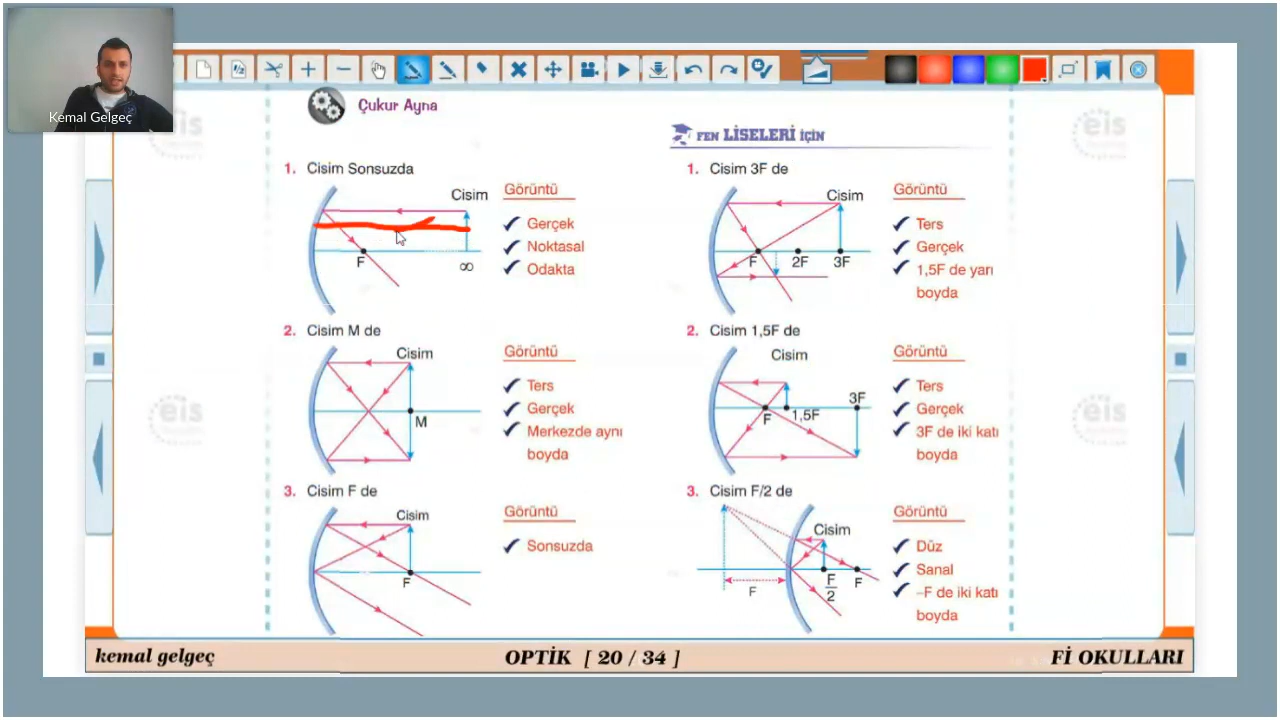 Kemal Gelgeç
Çukur Ayna
FEN LİSELERİ İÇİN
1. Cisim Sonsuzda
Cisim
F
∞
Görüntü
Gerçek
Noktasal
Odakta
2. Cisim M de
Cisim
M
Görüntü
Ters
Gerçek
Merkezde aynı
boyda
3. Cisim F de
Cisim
F
Görüntü
Sonsuzda
1. Cisim 3F de
Cisim
F 2F 3F
Görüntü
Ters
Gerçek
1,5F de yarı
boyda
2. Cisim 1,5F de
Cisim
3F
F 1,5F
Görüntü
Ters
Gerçek
3F de iki katı
boyda
3. Cisim F/2 de
Cisim
F
F
2
F
Görüntü
Düz
Sanal
–F de iki katı
boyda
eis
eis
eis
eis
kemal gelgeç
OPTİK [ 20 / 34 ]
Fİ OKULLARI